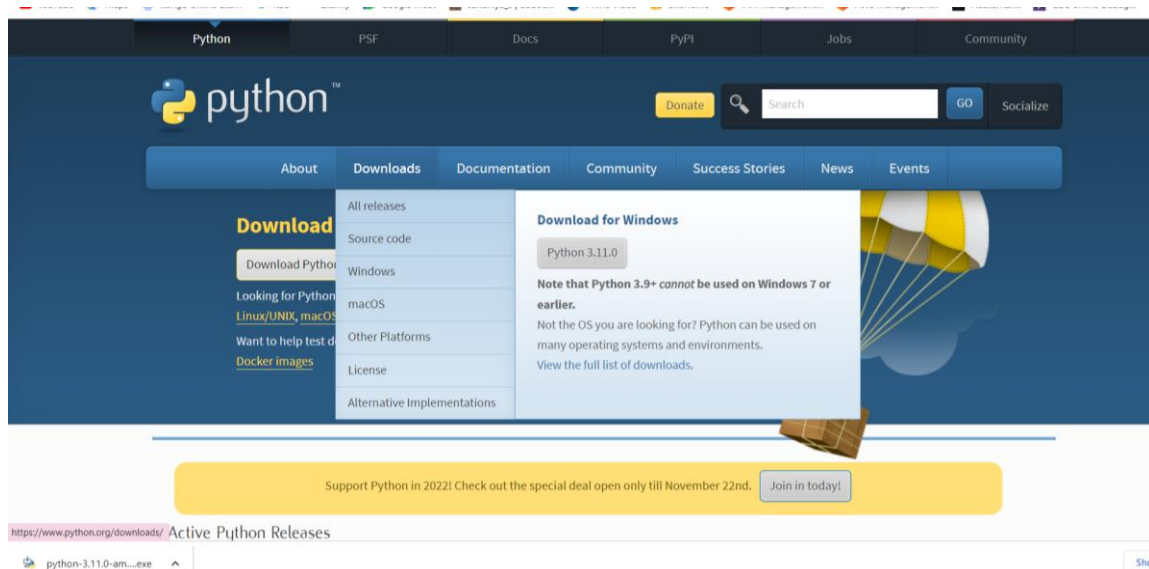 Python PSF Docs PyPI Jobs Community
python™
Donate Search GO Socialize
About Downloads Documentation Community Success Stories News Events
Download
Download Python
Looking for Python
Linux/UNIX, macOS
Want to help test d
Docker images
All releases
Source code
Windows
macOS
Other Platforms
License
Alternative Implementations
Download for Windows
Python 3.11.0
Note that Python 3.9+ cannot be used on Windows 7 or
earlier.
Not the OS you are looking for? Python can be used on
many operating systems and environments.
View the full list of downloads.
Support Python in 2022! Check out the special deal open only till November 22nd. Join in today!
https://www.python.org/downloads/ Active Python Releases
python-3.11.0-am....exe